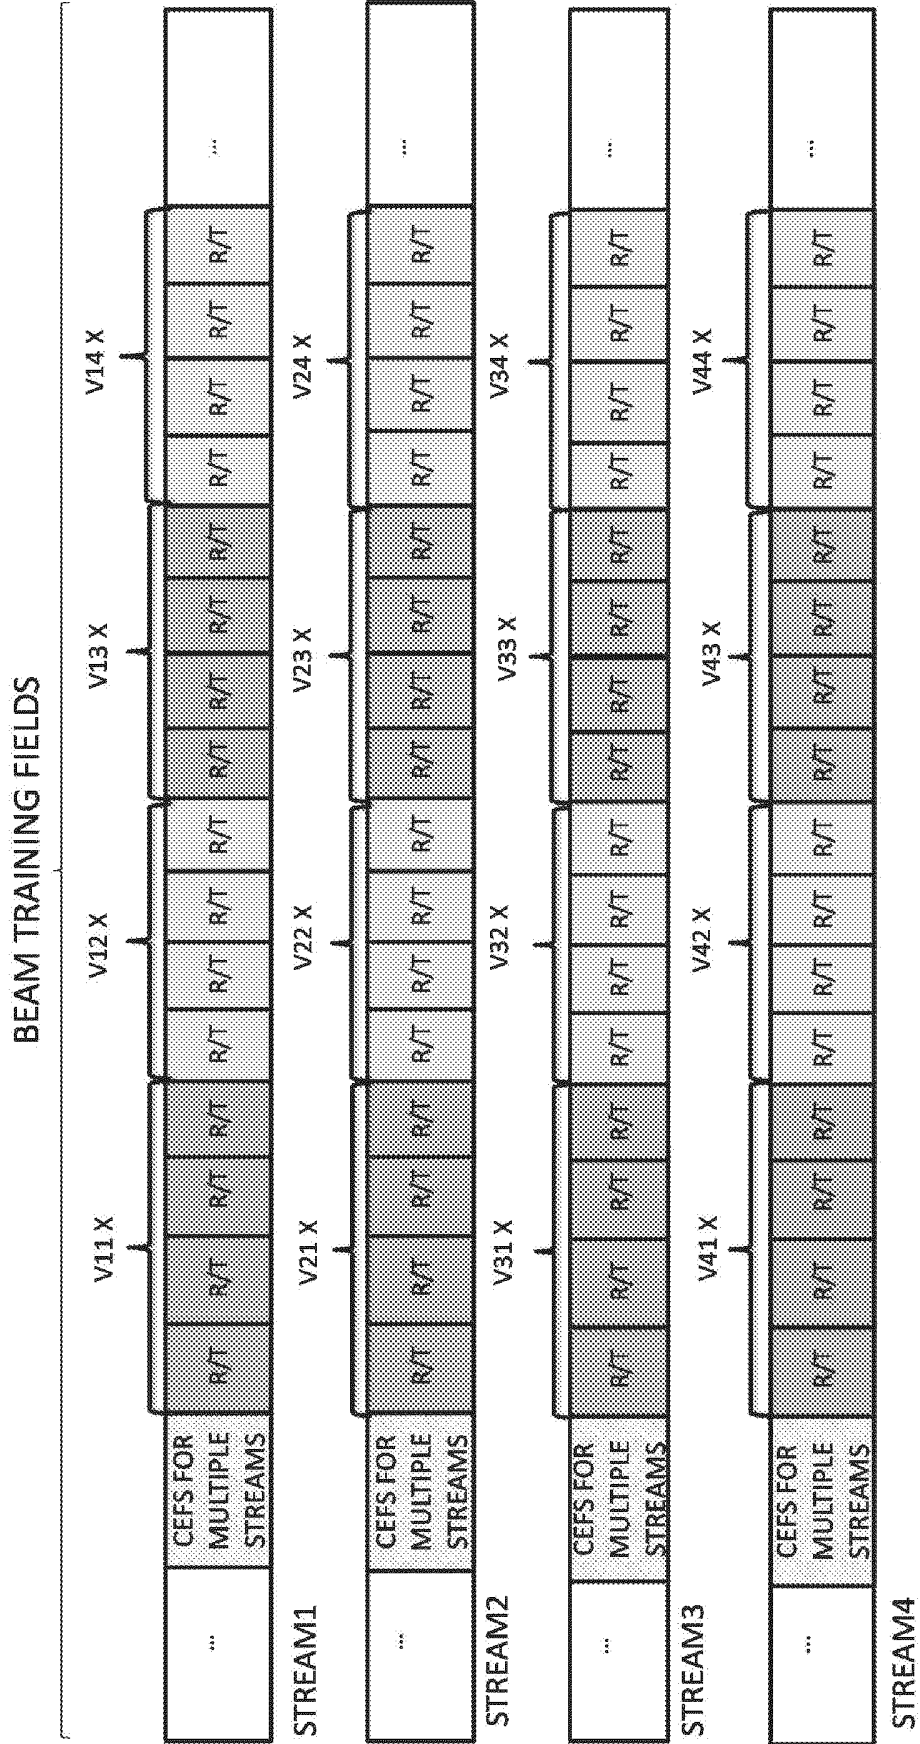 BEAM TRAINING FIELDS
V11 X V12 X V13 X V14 X
... CEFS FOR MULTIPLE STREAMS R/T R/T R/T R/T R/T R/T R/T R/T R/T R/T R/T R/T R/T R/T R/T R/T ...
STREAM1
V21 X V22 X V23 X V24 X
... CEFS FOR MULTIPLE STREAMS R/T R/T R/T R/T R/T R/T R/T R/T R/T R/T R/T R/T R/T R/T R/T R/T ...
STREAM2
V31 X V32 X V33 X V34 X
... CEFS FOR MULTIPLE STREAMS R/T R/T R/T R/T R/T R/T R/T R/T R/T R/T R/T R/T R/T R/T R/T R/T ...
STREAM3
V41 X V42 X V43 X V44 X
... CEFS FOR MULTIPLE STREAMS R/T R/T R/T R/T R/T R/T R/T R/T R/T R/T R/T R/T R/T R/T R/T R/T ...
STREAM4